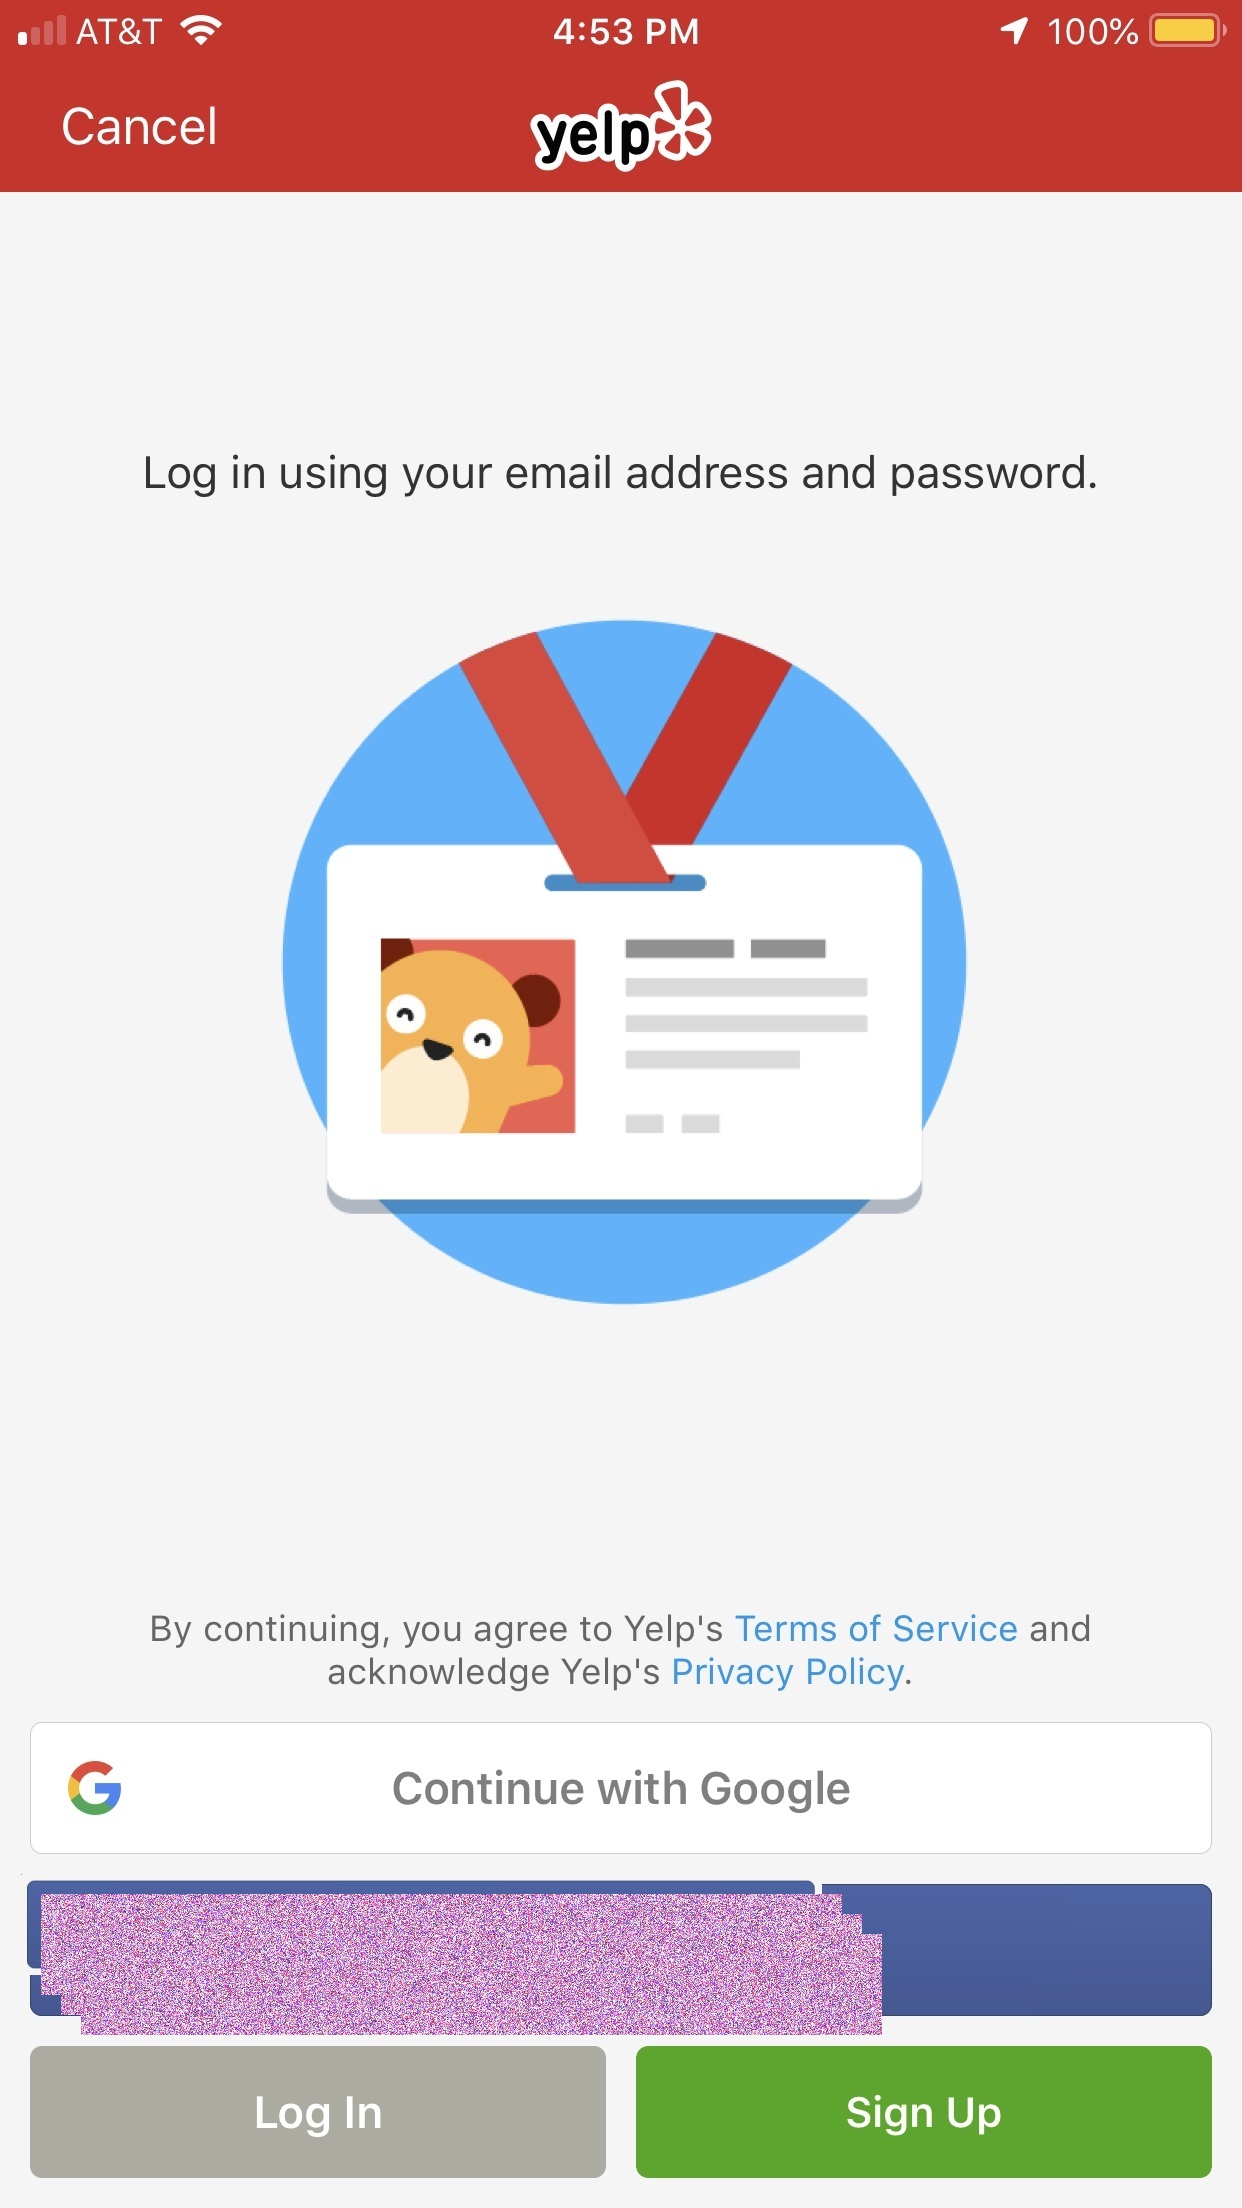 AT&T 4:53 PM 100%
Cancel yelp
Log in using your email address and password.
By continuing, you agree to Yelp's Terms of Service and
acknowledge Yelp's Privacy Policy.
Continue with Google
Log In Sign Up